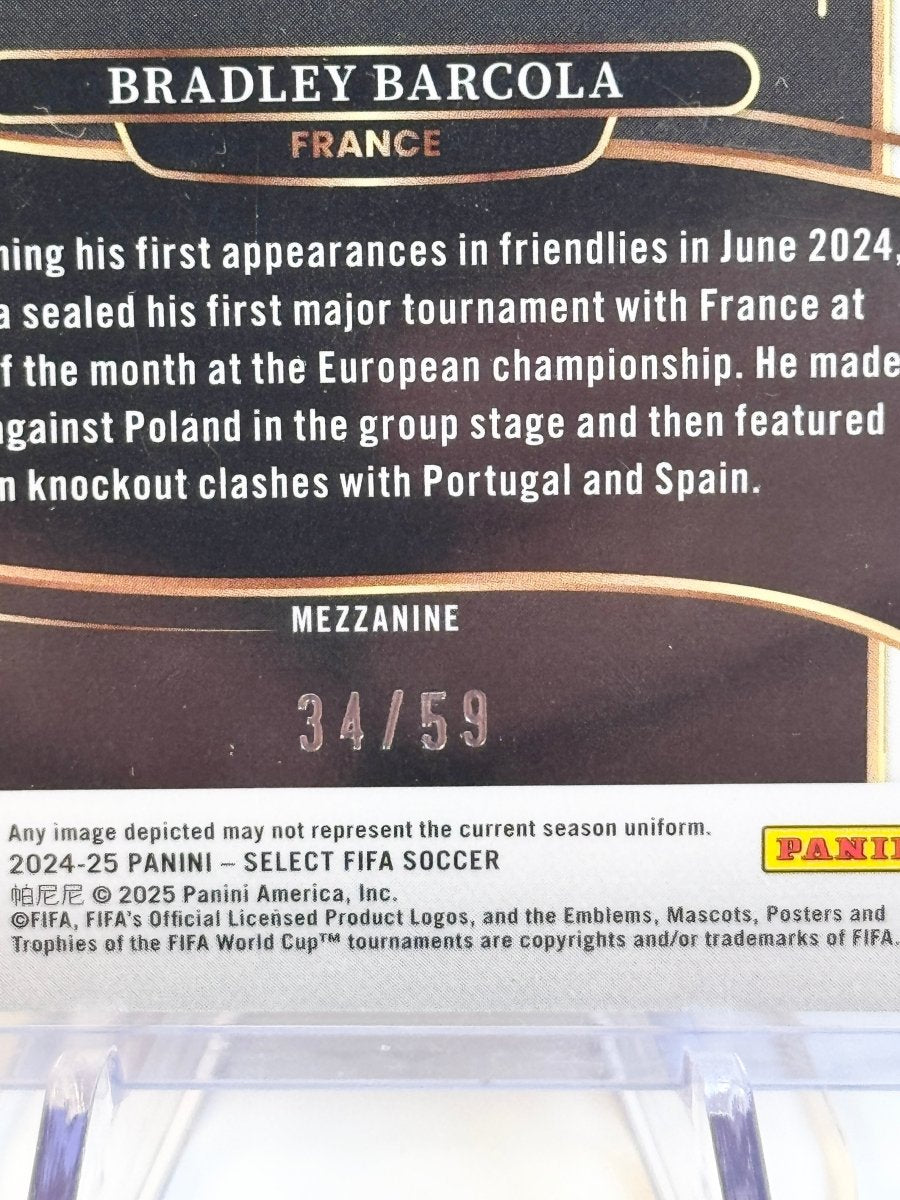 BRADLEY BARCOLA
FRANCE
his first appearances in friendlies in June 2024,
sealed his first major tournament with France at
the month at the European championship. He made
against Poland in the group stage and then featured
knockout clashes with Portugal and Spain.
MEZZANINE
34/59
Any image depicted may not represent the current season uniform.
2024-25 PANINI – SELECT FIFA SOCCER
帕尼尼 © 2025 Panini America, Inc.
©FIFA, FIFA's Official Licensed Product Logos, and the Emblems, Mascots, Posters and
Trophies of the FIFA World Cup™ tournaments are copyrights and/or trademarks of FIFA.
PANINI